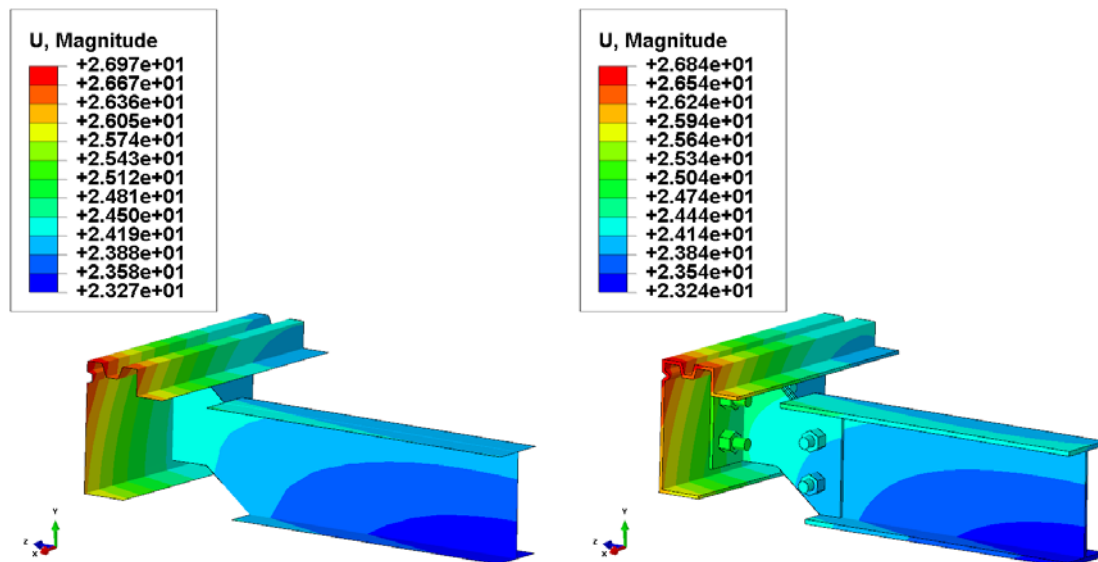 U, Magnitude
+2.697e+01
+2.667e+01
+2.636e+01
+2.605e+01
+2.574e+01
+2.543e+01
+2.512e+01
+2.481e+01
+2.450e+01
+2.419e+01
+2.388e+01
+2.358e+01
+2.327e+01
Y
Z
X
U, Magnitude
+2.684e+01
+2.654e+01
+2.624e+01
+2.594e+01
+2.564e+01
+2.534e+01
+2.504e+01
+2.474e+01
+2.444e+01
+2.414e+01
+2.384e+01
+2.354e+01
+2.324e+01
Y
Z
X